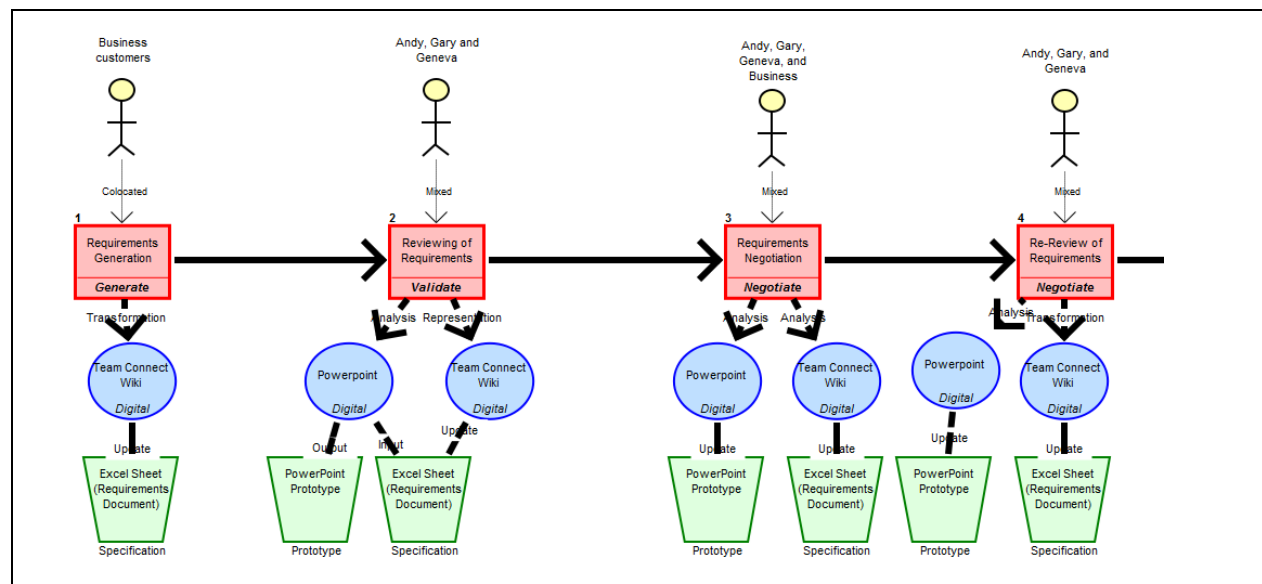 Business
customers
Andy, Gary and
Geneva
Andy, Gary,
Geneva, and
Business
Andy, Gary, and
Geneva
Colocated
Mixed
Mixed
Mixed
1
Requirements
Generation
Generate
2
Reviewing of
Requirements
Validate
3
Requirements
Negotiation
Negotiate
4
Re-Review of
Requirements
Negotiate
Transformation
Analysis
Representation
Analysis
Analysis
Analysis
Transformation
Team Connect
Wiki
Digital
Powerpoint
Digital
Team Connect
Wiki
Digital
Powerpoint
Digital
Team Connect
Wiki
Digital
Powerpoint
Digital
Team Connect
Wiki
Digital
Update
Output
Input
Update
Update
Update
Update
Update
Excel Sheet
(Requirements
Document)
PowerPoint
Prototype
Excel Sheet
(Requirements
Document)
PowerPoint
Prototype
Excel Sheet
(Requirements
Document)
PowerPoint
Prototype
Excel Sheet
(Requirements
Document)
Specification
Prototype
Specification
Prototype
Specification
Prototype
Specification